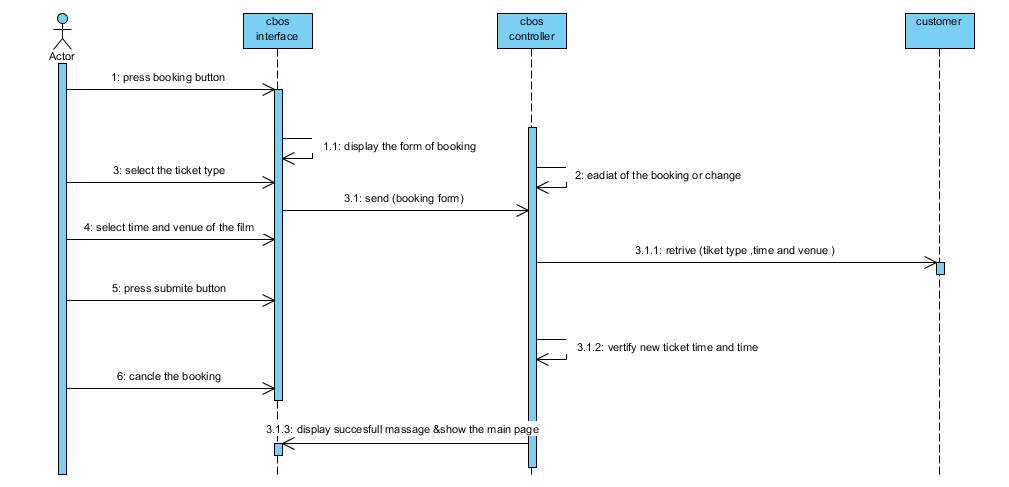 cbos
interface
cbos
controller
customer
Actor
1: press booking button
1.1: display the form of booking
3: select the ticket type
2: eadiat of the booking or change
3.1: send (booking form)
4: select time and venue of the film
3.1.1: retrive (tiket type ,time and venue )
5: press submite button
3.1.2: vertify new ticket time and time
6: cancle the booking
3.1.3: display succesfull massage &show the main page